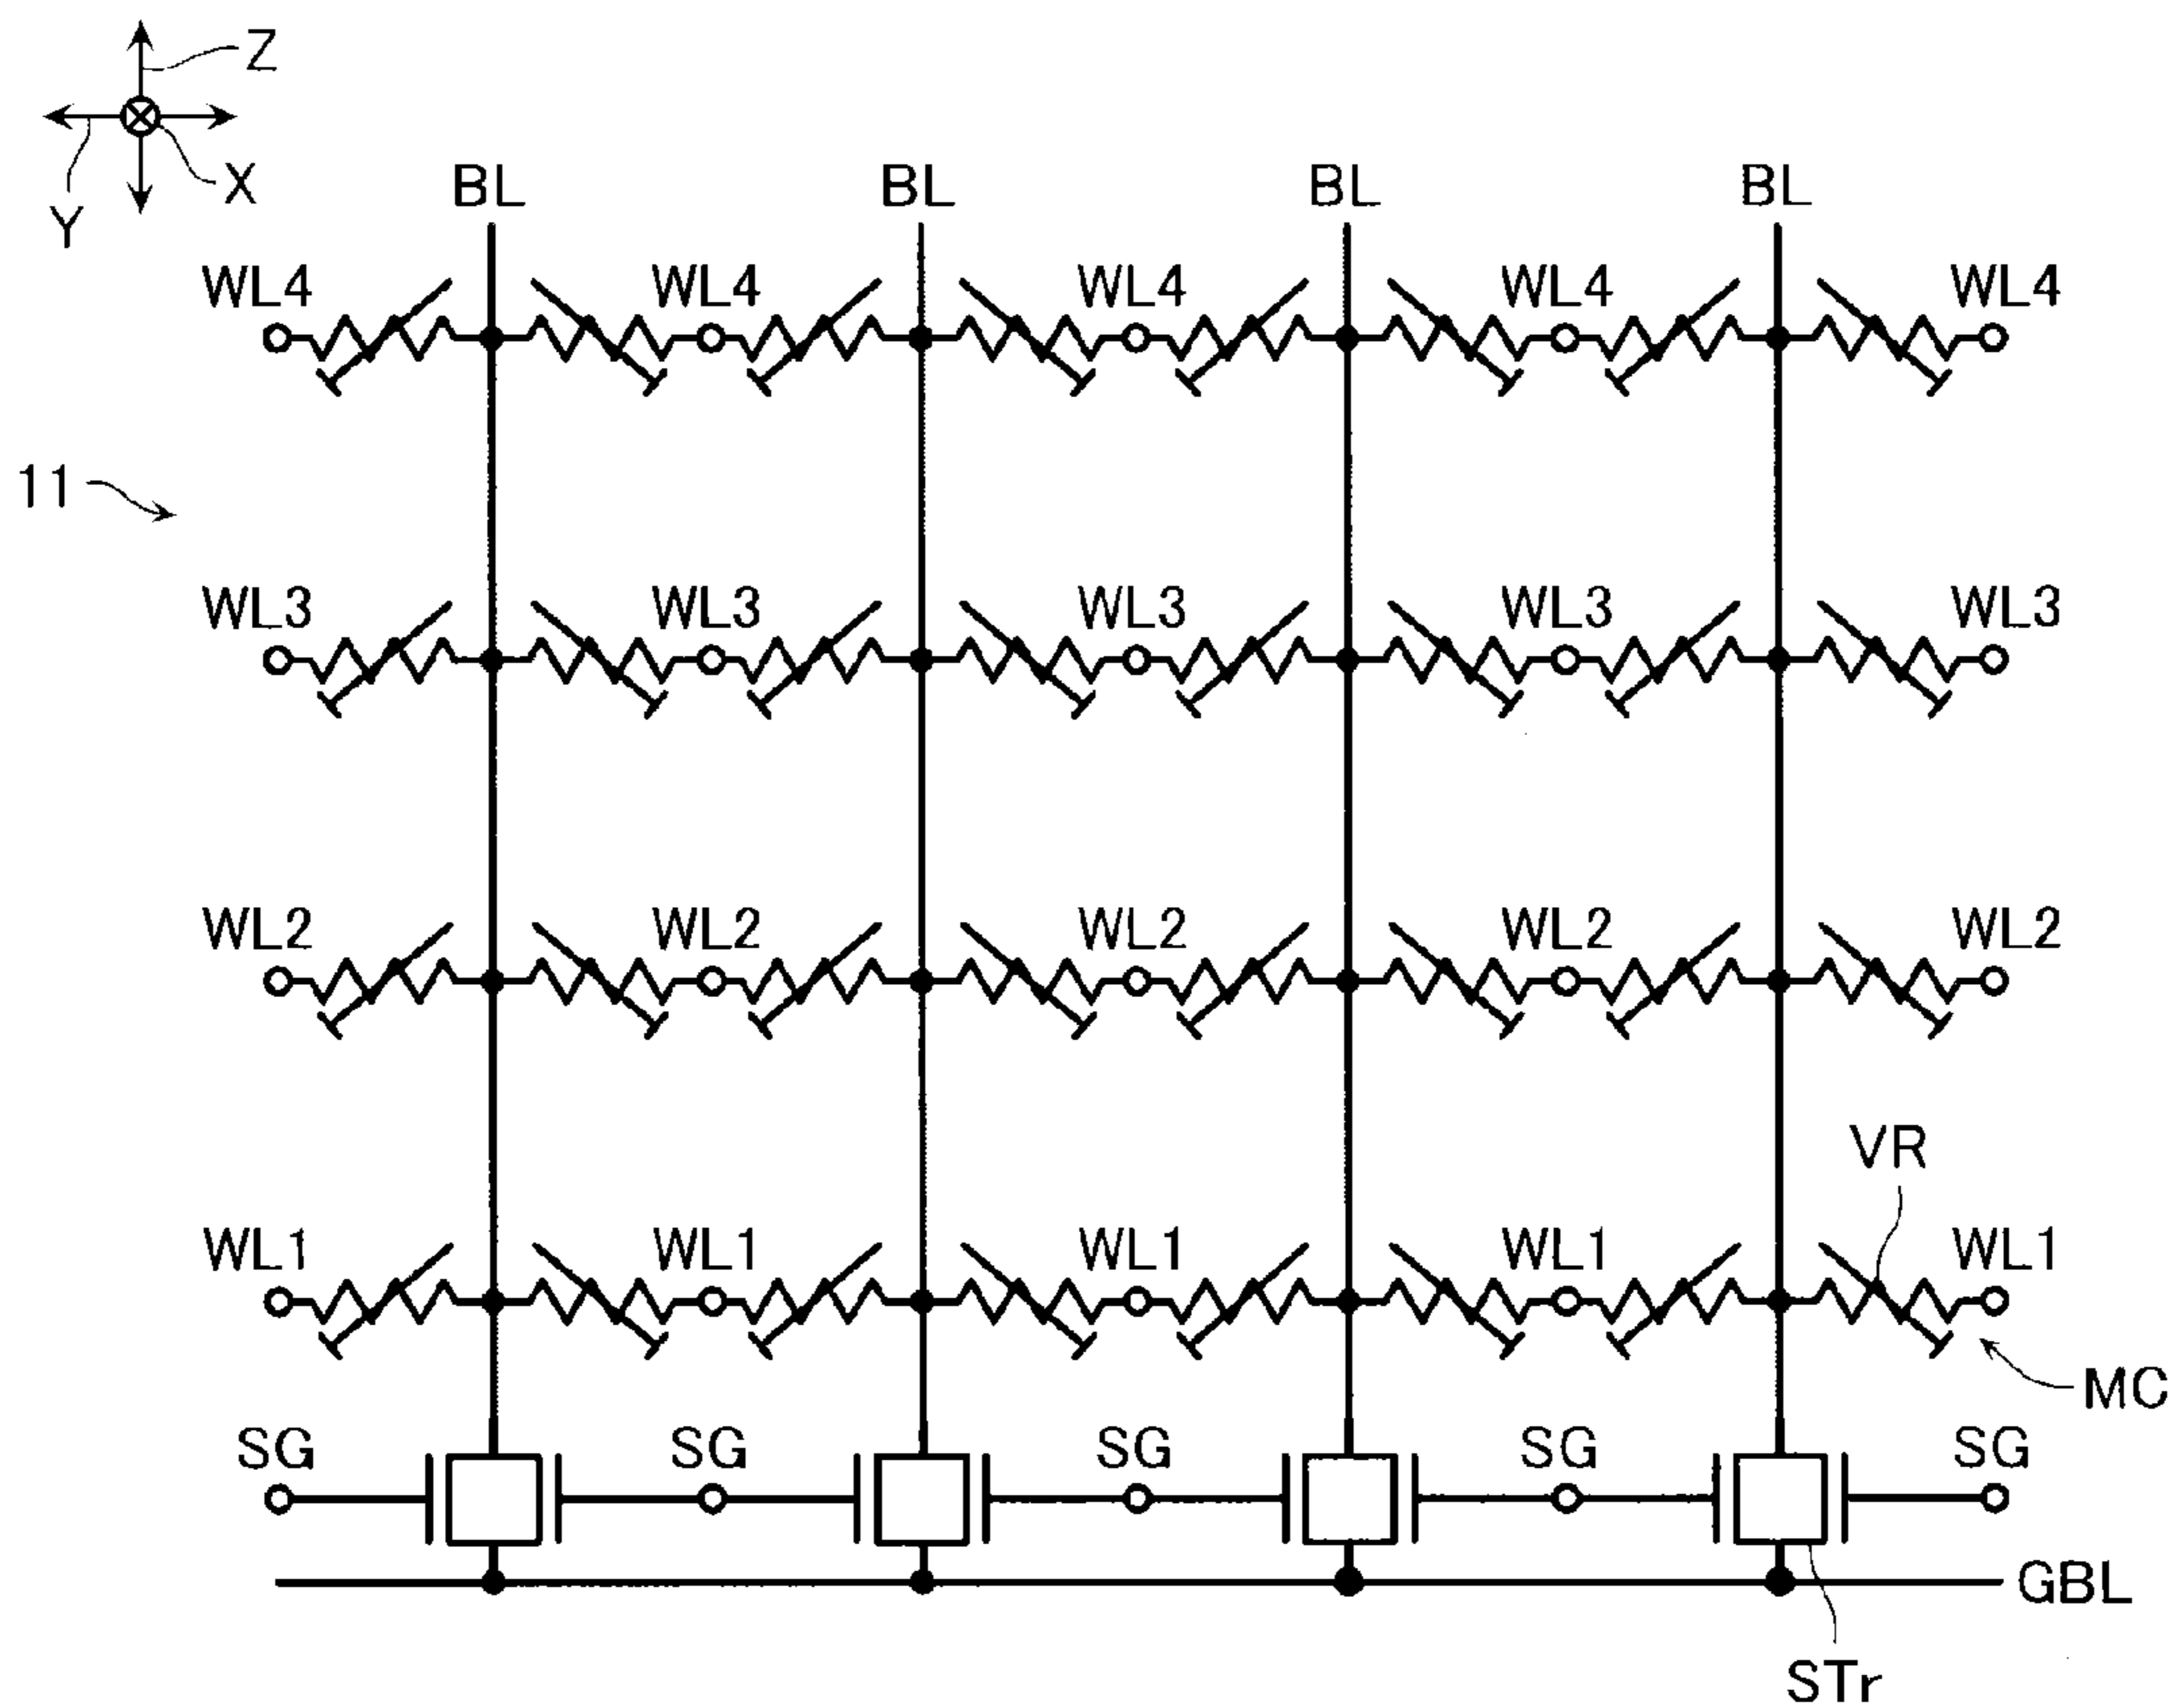 Z
X
Y
BL BL BL BL
WL4 WL4 WL4 WL4 WL4
11
WL3 WL3 WL3 WL3 WL3
WL2 WL2 WL2 WL2 WL2
VR
WL1 WL1 WL1 WL1 WL1
MC
SG SG SG SG SG
GBL
STr